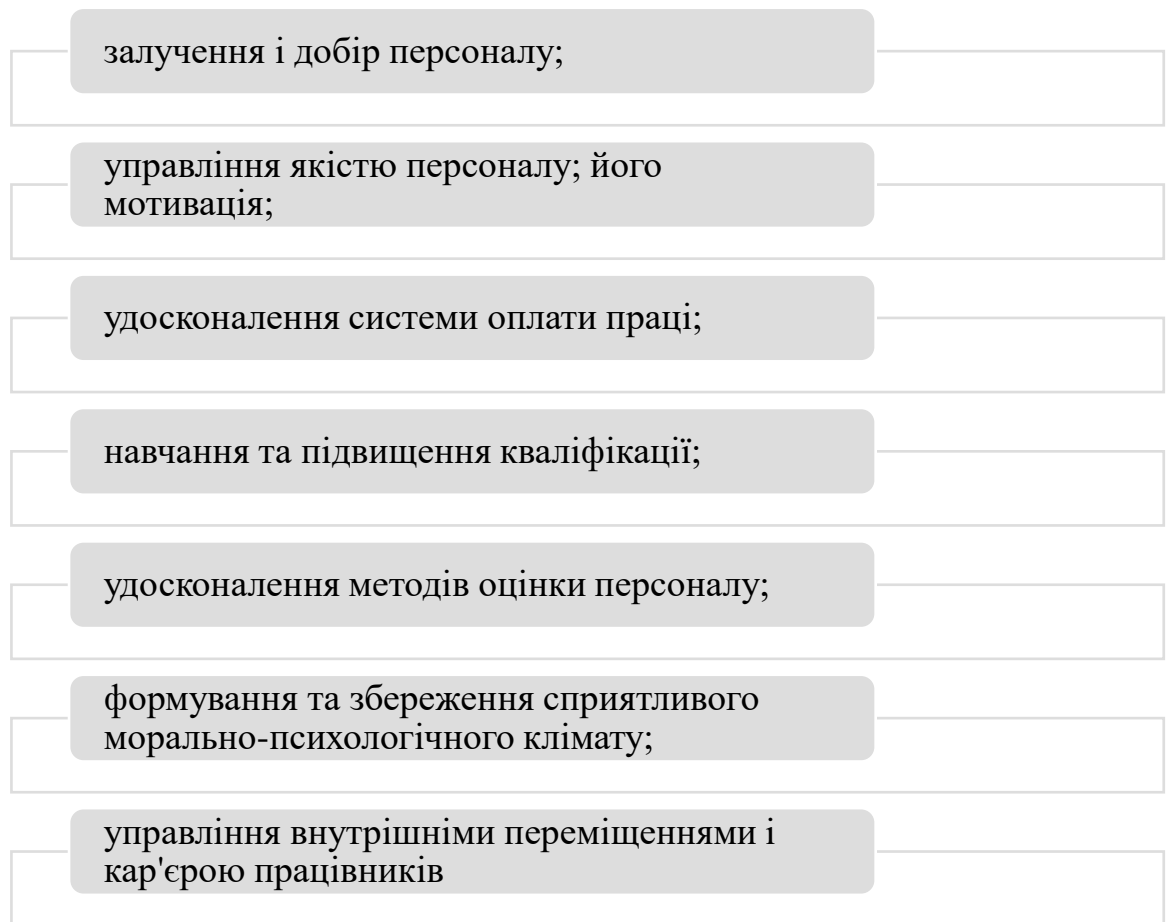 залучення і добір персоналу;
управління якістю персоналу; його
мотивація;
удосконалення системи оплати праці;
навчання та підвищення кваліфікації;
удосконалення методів оцінки персоналу;
формування та збереження сприятливого
морально-психологічного клімату;
управління внутрішніми переміщеннями і
кар'єрою працівників